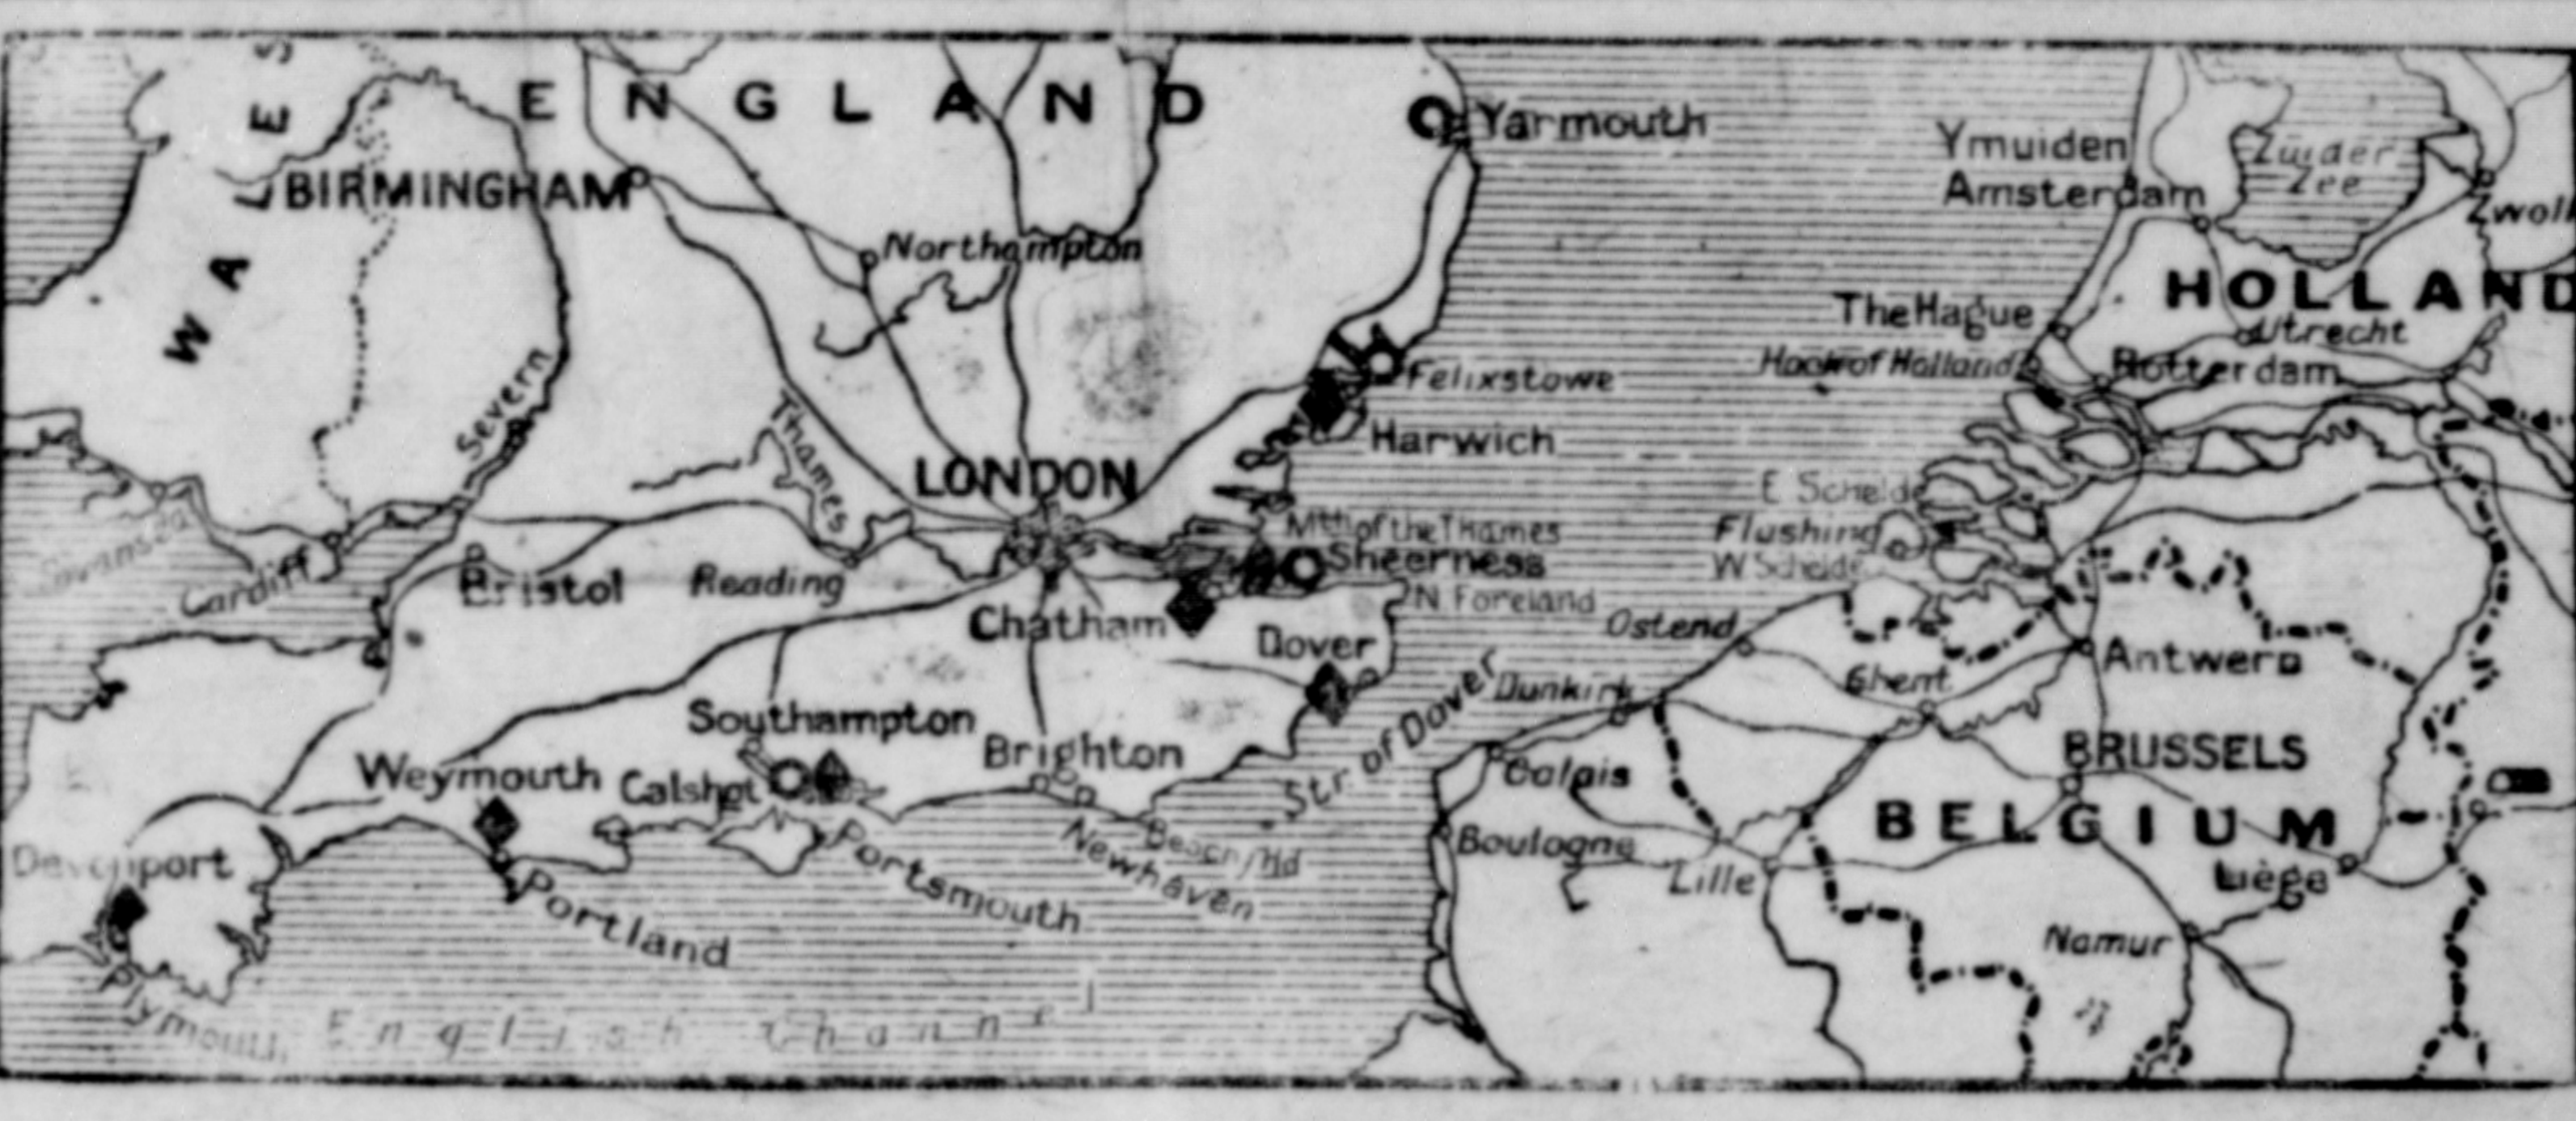 ENGLAND
WALES
Yarmouth
Ymuiden
Amsterdam
Zuider
Zee
Zwoll
BIRMINGHAM
Northampton
HOLLAND
The Hague
Utrecht
Hook of Holland
Rotterdam
Felixstowe
Harwich
Severn
Thames
LONDON
E Scheld
Mth of the Thames
Flushing
Sheerness
W Schelde
Swansea
Cardiff
Bristol
Reading
N Foreland
Chatham
Ostend
Dover
Antwerp
Ghent
Dunkirk
Str. of Dover
Southampton
Brighton
BRUSSELS
Weymouth
Calshot
Calais
BELGIUM
Boulogne
Beachy Hd
Newhaven
Portsmouth
Devonport
Lille
Liège
Portland
Namur
Plymouth
English Channel